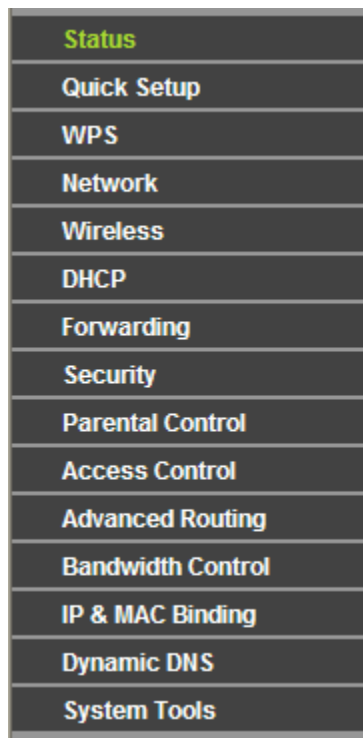 Status
Quick Setup
WPS
Network
Wireless
DHCP
Forwarding
Security
Parental Control
Access Control
Advanced Routing
Bandwidth Control
IP & MAC Binding
Dynamic DNS
System Tools